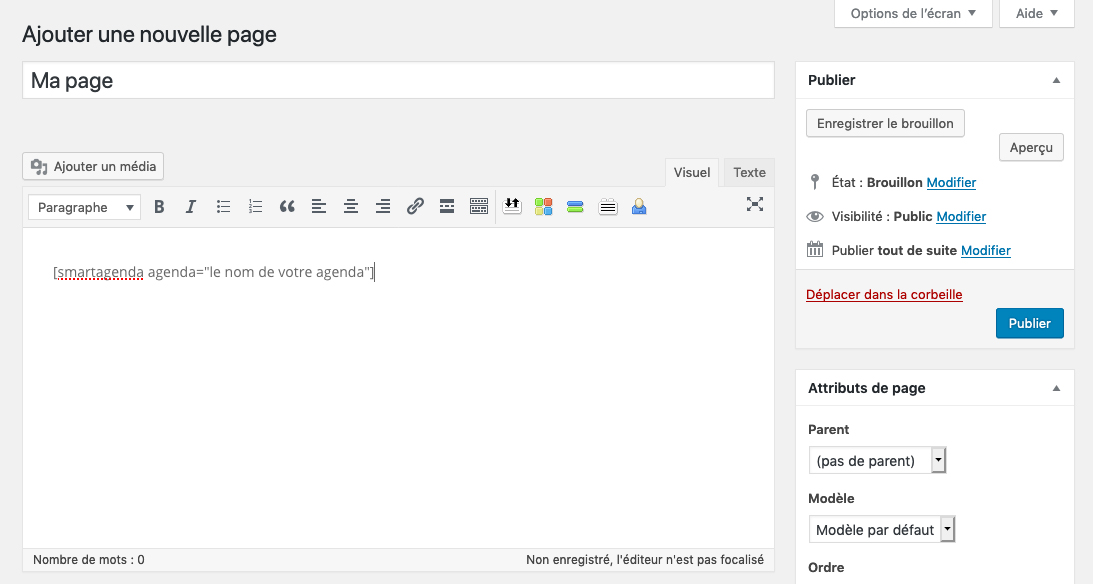 Options de l'écran ▼
Aide ▼
Ajouter une nouvelle page
Ma page
Ajouter un média
Visuel
Texte
Paragraphe
B I
[smartagenda agenda="le nom de votre agenda"]
Nombre de mots : 0
Non enregistré, l'éditeur n'est pas focalisé
Publier
Enregistrer le brouillon
Aperçu
État : Brouillon Modifier
Visibilité : Public Modifier
Publier tout de suite Modifier
Déplacer dans la corbeille
Publier
Attributs de page
Parent
(pas de parent)
Modèle
Modèle par défaut
Ordre